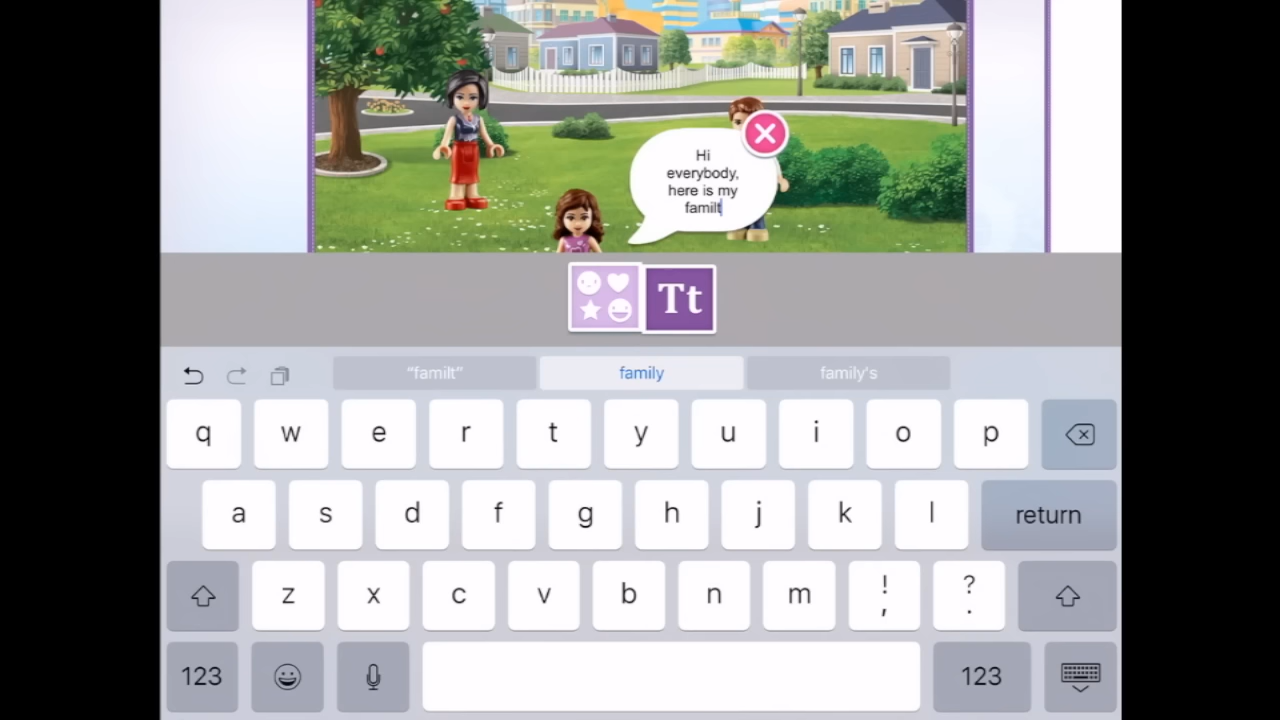 Hi
everybody,
here is my
familt
Tt
“familt” family family's
q w e r t y u i o p
a s d f g h j k l return
z x c v b n m ! , ? .
123 123